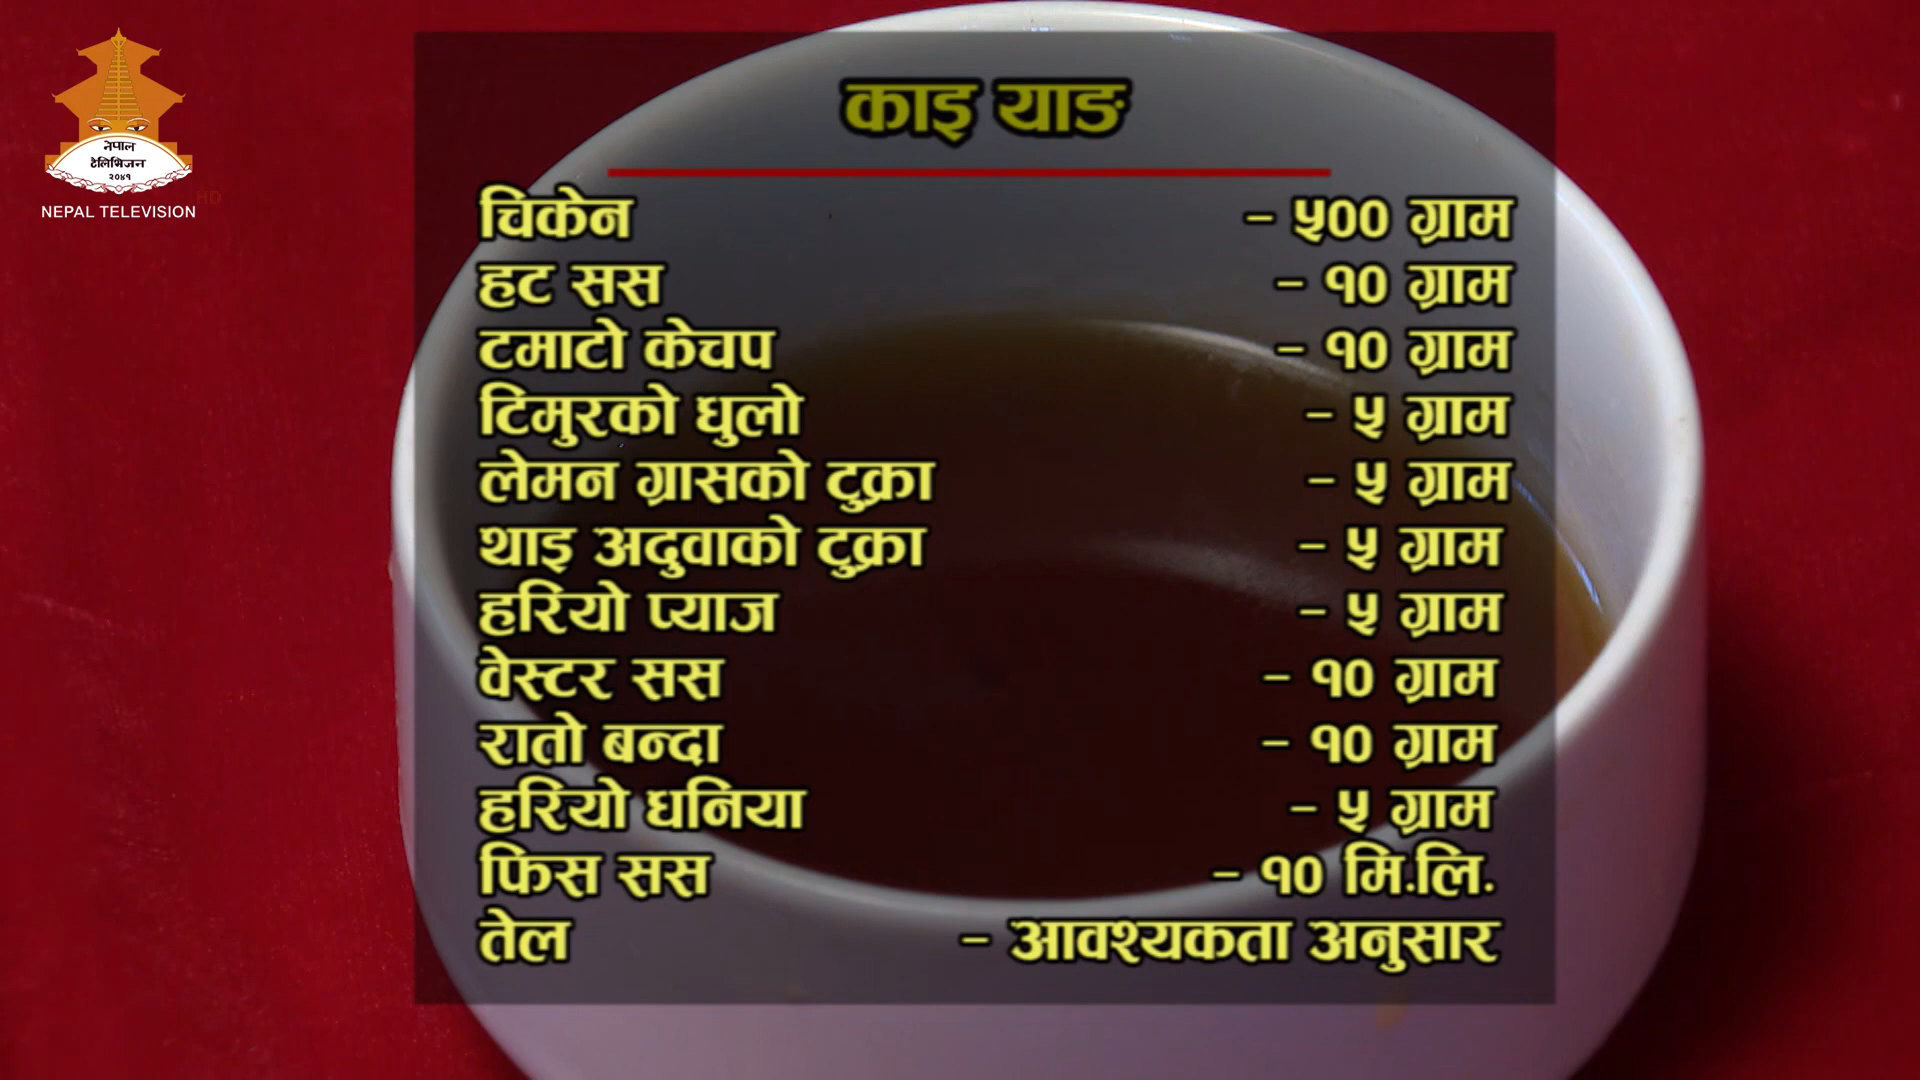 नेपाल
टेलिभिजन
२०४१
HD
NEPAL TELEVISION
काइ याङ
चिकेन - ५०० ग्राम
हट सस - १० ग्राम
टमाटो केचप - १० ग्राम
टिमुरको धुलो - ५ ग्राम
लेमन ग्रासको टुक्रा - ५ ग्राम
थाइ अदुवाको टुक्रा - ५ ग्राम
हरियो प्याज - ५ ग्राम
वेस्टर सस - १० ग्राम
रातो बन्दा - १० ग्राम
हरियो धनिया - ५ ग्राम
फिस सस - १० मि.लि.
तेल - आवश्यकता अनुसार